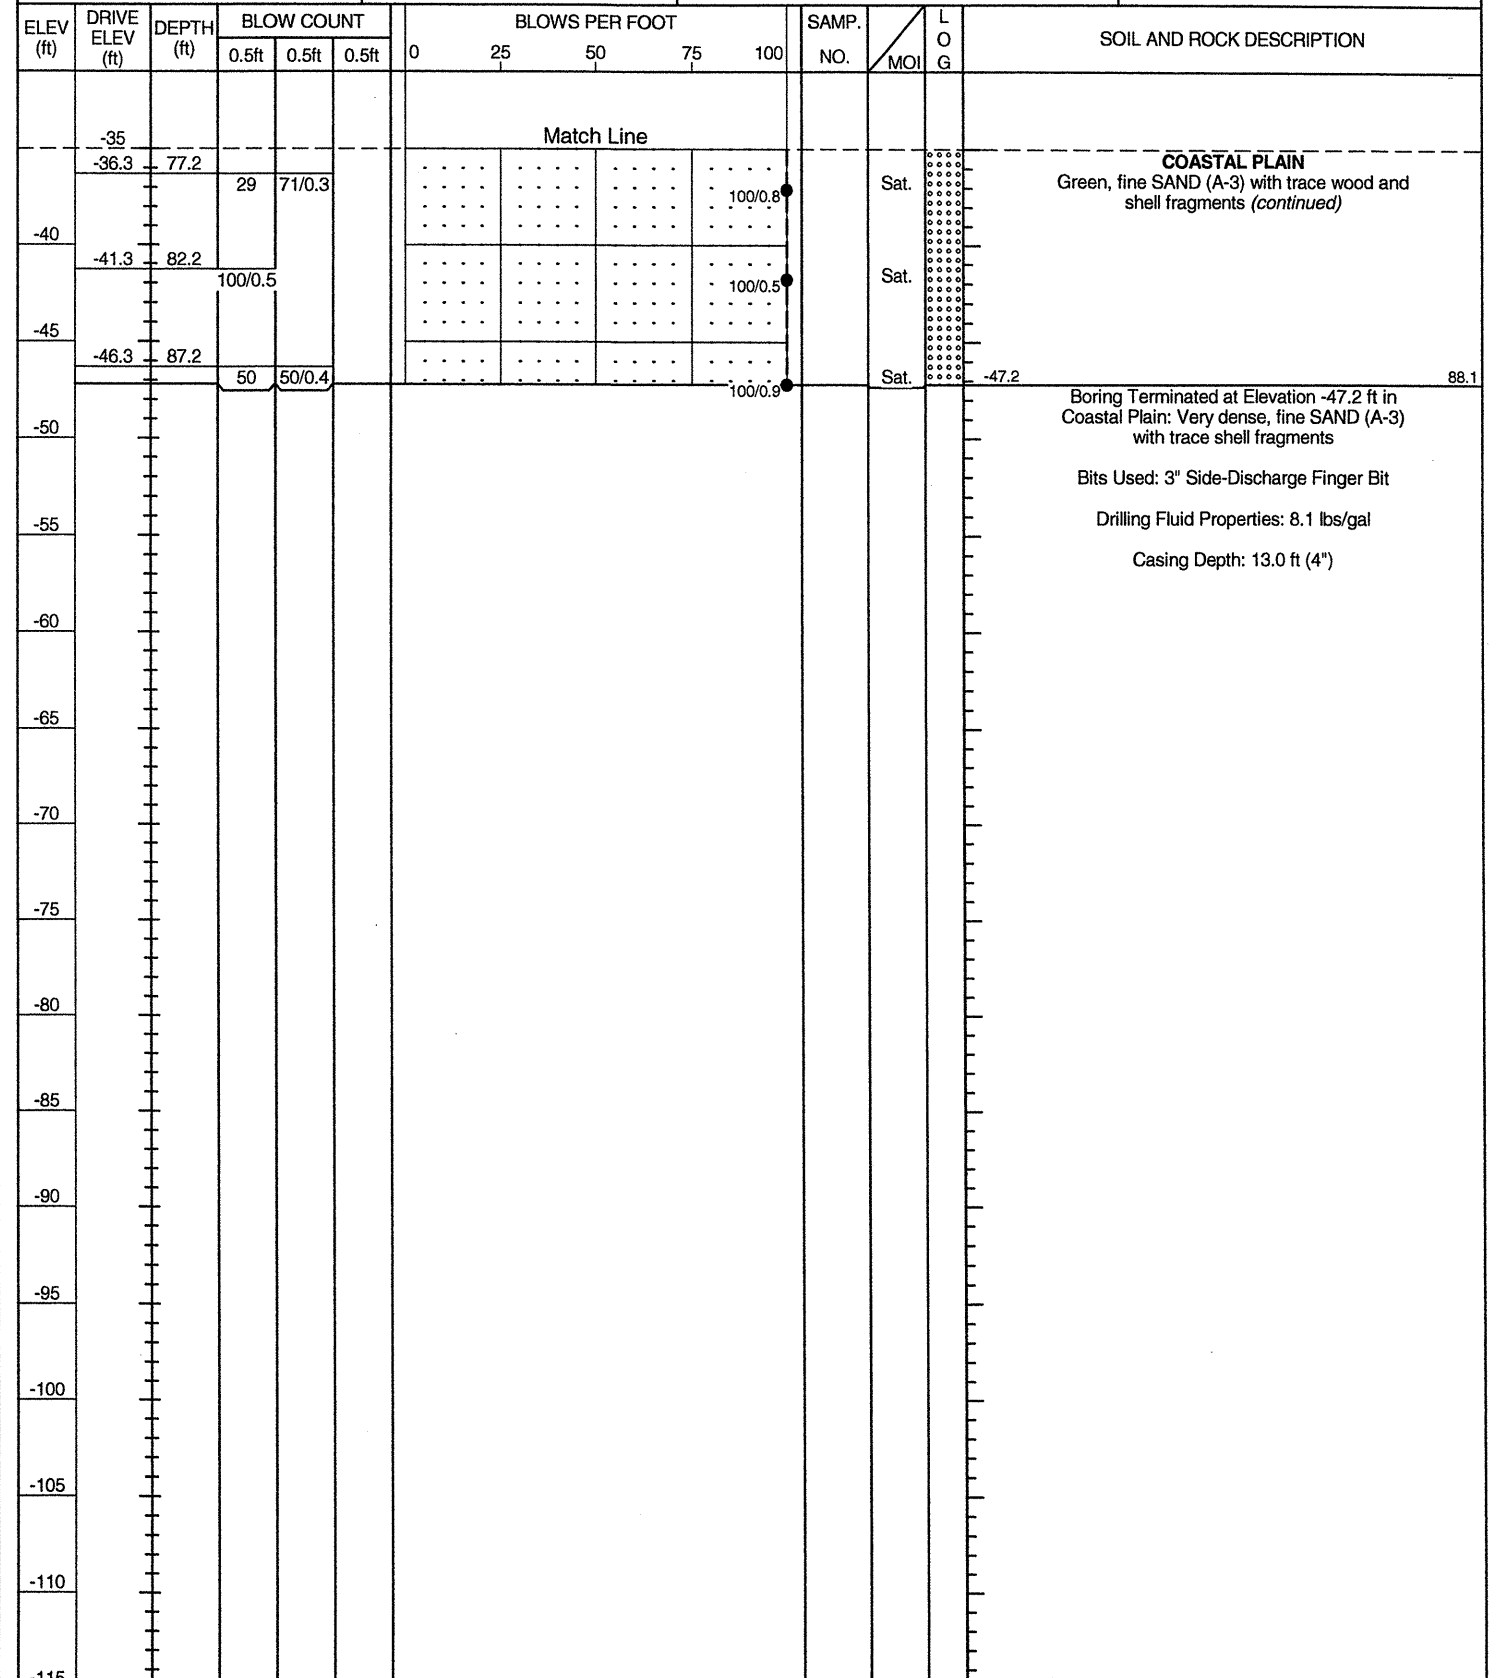 ELEV (ft) DRIVE ELEV (ft) DEPTH (ft) BLOW COUNT BLOWS PER FOOT SAMP. NO. MOI L O G SOIL AND ROCK DESCRIPTION
0.5ft 0.5ft 0.5ft 0 25 50 75 100
-35 Match Line
-36.3 77.2 COASTAL PLAIN
29 71/0.3 100/0.8 Sat. Green, fine SAND (A-3) with trace wood and
shell fragments (continued)
-40
-41.3 82.2
100/0.5 100/0.5 Sat.
-45
-46.3 87.2
50 50/0.4 100/0.9 Sat. -47.2 88.1
Boring Terminated at Elevation -47.2 ft in
Coastal Plain: Very dense, fine SAND (A-3)
with trace shell fragments
-50
Bits Used: 3" Side-Discharge Finger Bit
-55 Drilling Fluid Properties: 8.1 lbs/gal
Casing Depth: 13.0 ft (4")
-60
-65
-70
-75
-80
-85
-90
-95
-100
-105
-110
-115